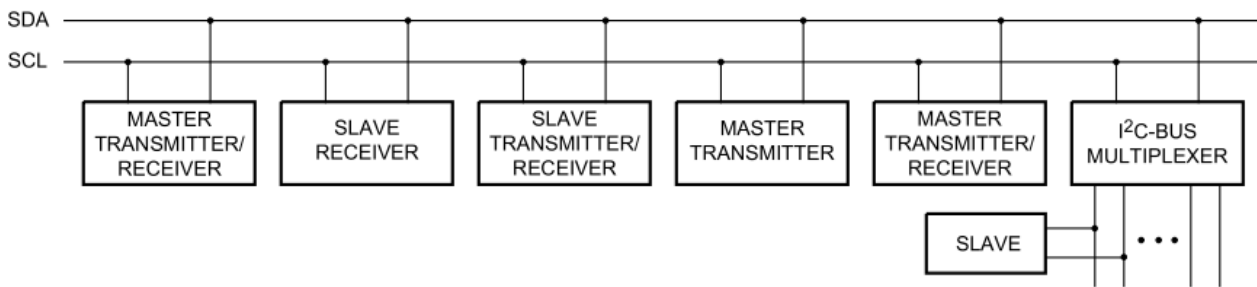 SDA
SCL
MASTER
TRANSMITTER/
RECEIVER
SLAVE
RECEIVER
SLAVE
TRANSMITTER/
RECEIVER
MASTER
TRANSMITTER
MASTER
TRANSMITTER/
RECEIVER
I²C-BUS
MULTIPLEXER
SLAVE